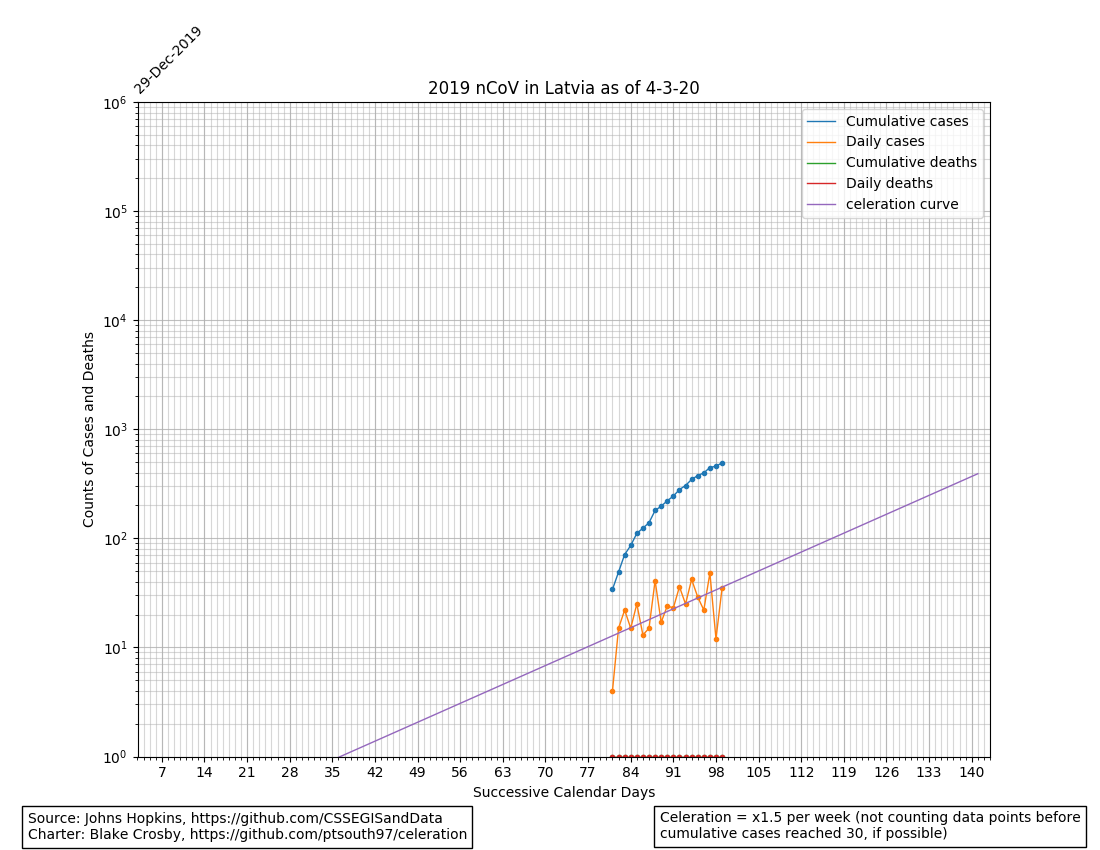 29-Dec-2019
2019 nCoV in Latvia as of 4-3-20
10^6
10^5
10^4
10^3
10^2
10^1
10^0
Counts of Cases and Deaths
Cumulative cases
Daily cases
Cumulative deaths
Daily deaths
celeration curve
7 14 21 28 35 42 49 56 63 70 77 84 91 98 105 112 119 126 133 140
Successive Calendar Days
Source: Johns Hopkins, https://github.com/CSSEGISandData
Charter: Blake Crosby, https://github.com/ptsouth97/celeration
Celeration = x1.5 per week (not counting data points before
cumulative cases reached 30, if possible)